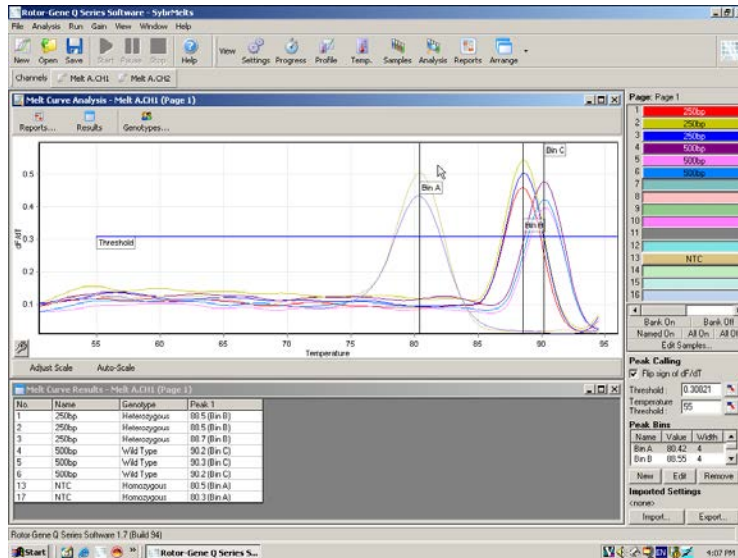 Rotor-Gene Q Series Software - SybrMelts
File Analysis Run Gain View Window Help
New Open Save Start Pause Stop Help View Settings Progress Profile Temp. Samples Analysis Reports Arrange
Channels Melt A.CH1 Melt A.CH2
Melt Curve Analysis - Melt A.CH1 (Page 1)
Reports... Results Genotypes...
Bin C
Bin A
Bin B
Threshold
dF/dT
0.5
0.4
0.3
0.2
0.1
55 60 65 70 75 80 85 90 95
Temperature
Adjust Scale Auto-Scale
Melt Curve Results - Melt A.CH1 (Page 1)
No. Name Genotype Peak 1
1 250bp Heterozygous 88.5 (Bin B)
2 250bp Heterozygous 88.5 (Bin B)
3 250bp Heterozygous 88.7 (Bin B)
4 500bp Wild Type 90.2 (Bin C)
5 500bp Wild Type 90.3 (Bin C)
6 500bp Wild Type 90.2 (Bin C)
13 NTC Homozygous 80.5 (Bin A)
17 NTC Homozygous 80.3 (Bin A)
Page: Page 1
1 250bp
2 250bp
3 250bp
4 500bp
5 500bp
6 500bp
7
8
9
10
11
12
13 NTC
14
15
16
Bank On Bank Off
Named On All On All Of
Edit Samples...
Peak Calling
Flip sign of dF/dT
Threshold: 0.30821
Temperature Threshold: 55
Peak Bins
Name Value Width
Bin A 80.42 4
Bin B 88.55 4
New Edit Remove
Imported Settings
<none>
Import... Export...
Rotor-Gene Q Series Software 1.7 (Build 94)
Start Rotor-Gene Q Series S... EN 4:07 PM